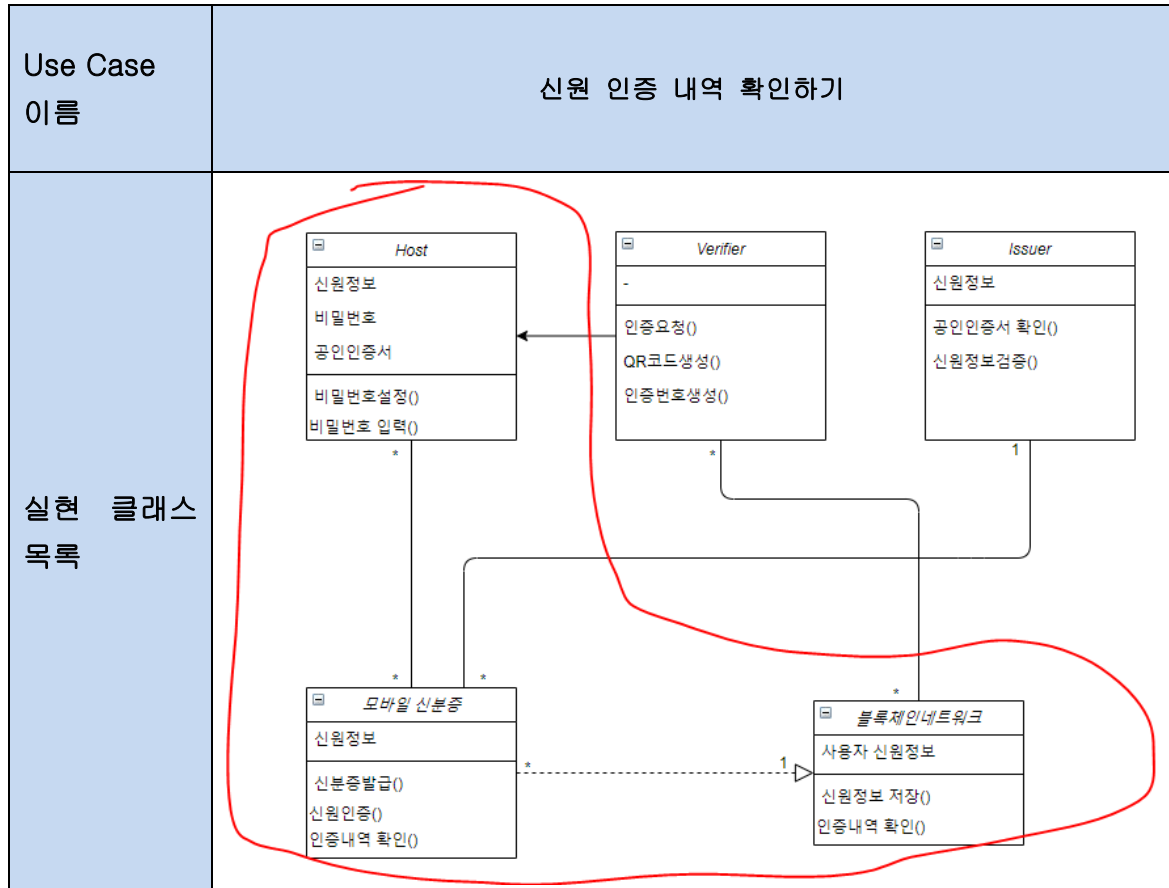 Use Case
이름
신원 인증 내역 확인하기
실현 클래스
목록
Host
신원정보
비밀번호
공인인증서
비밀번호설정()
비밀번호 입력()
Verifier
-
인증요청()
QR코드생성()
인증번호생성()
Issuer
신원정보
공인인증서 확인()
신원정보검증()
*
*
1
*
*
*
모바일 신분증
신원정보
신분증발급()
신원인증()
인증내역 확인()
*
1
블록체인네트워크
사용자 신원정보
신원정보 저장()
인증내역 확인()